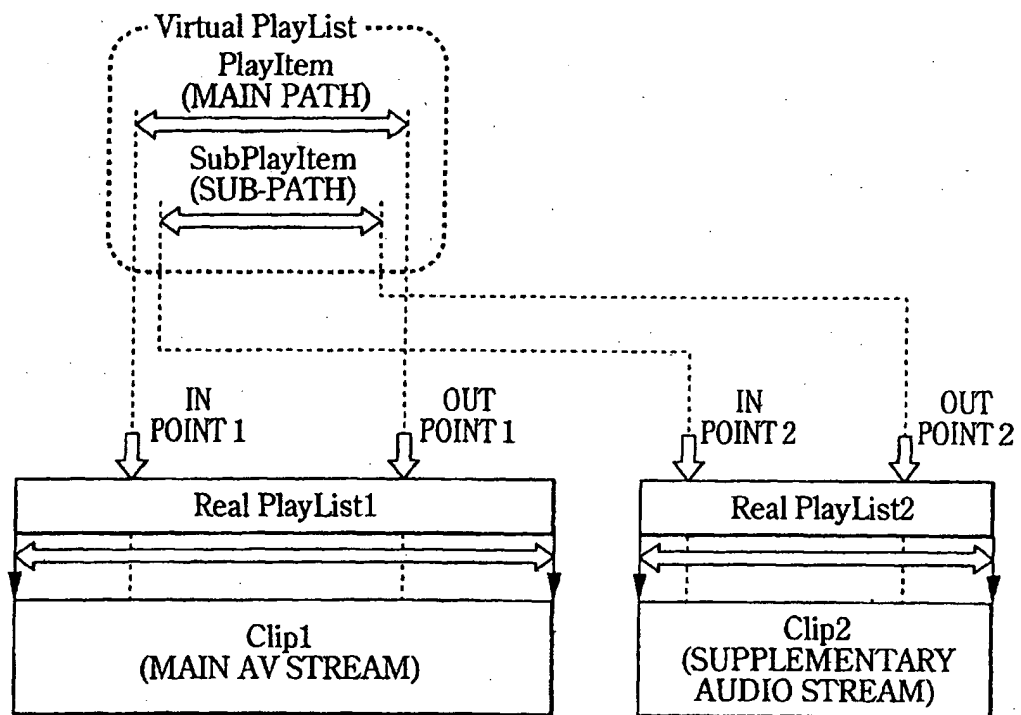 Virtual PlayList
PlayItem
(MAIN PATH)
SubPlayItem
(SUB-PATH)
IN
POINT 1
OUT
POINT 1
IN
POINT 2
OUT
POINT 2
Real PlayList1
Real PlayList2
Clip1
(MAIN AV STREAM)
Clip2
(SUPPLEMENTARY
AUDIO STREAM)